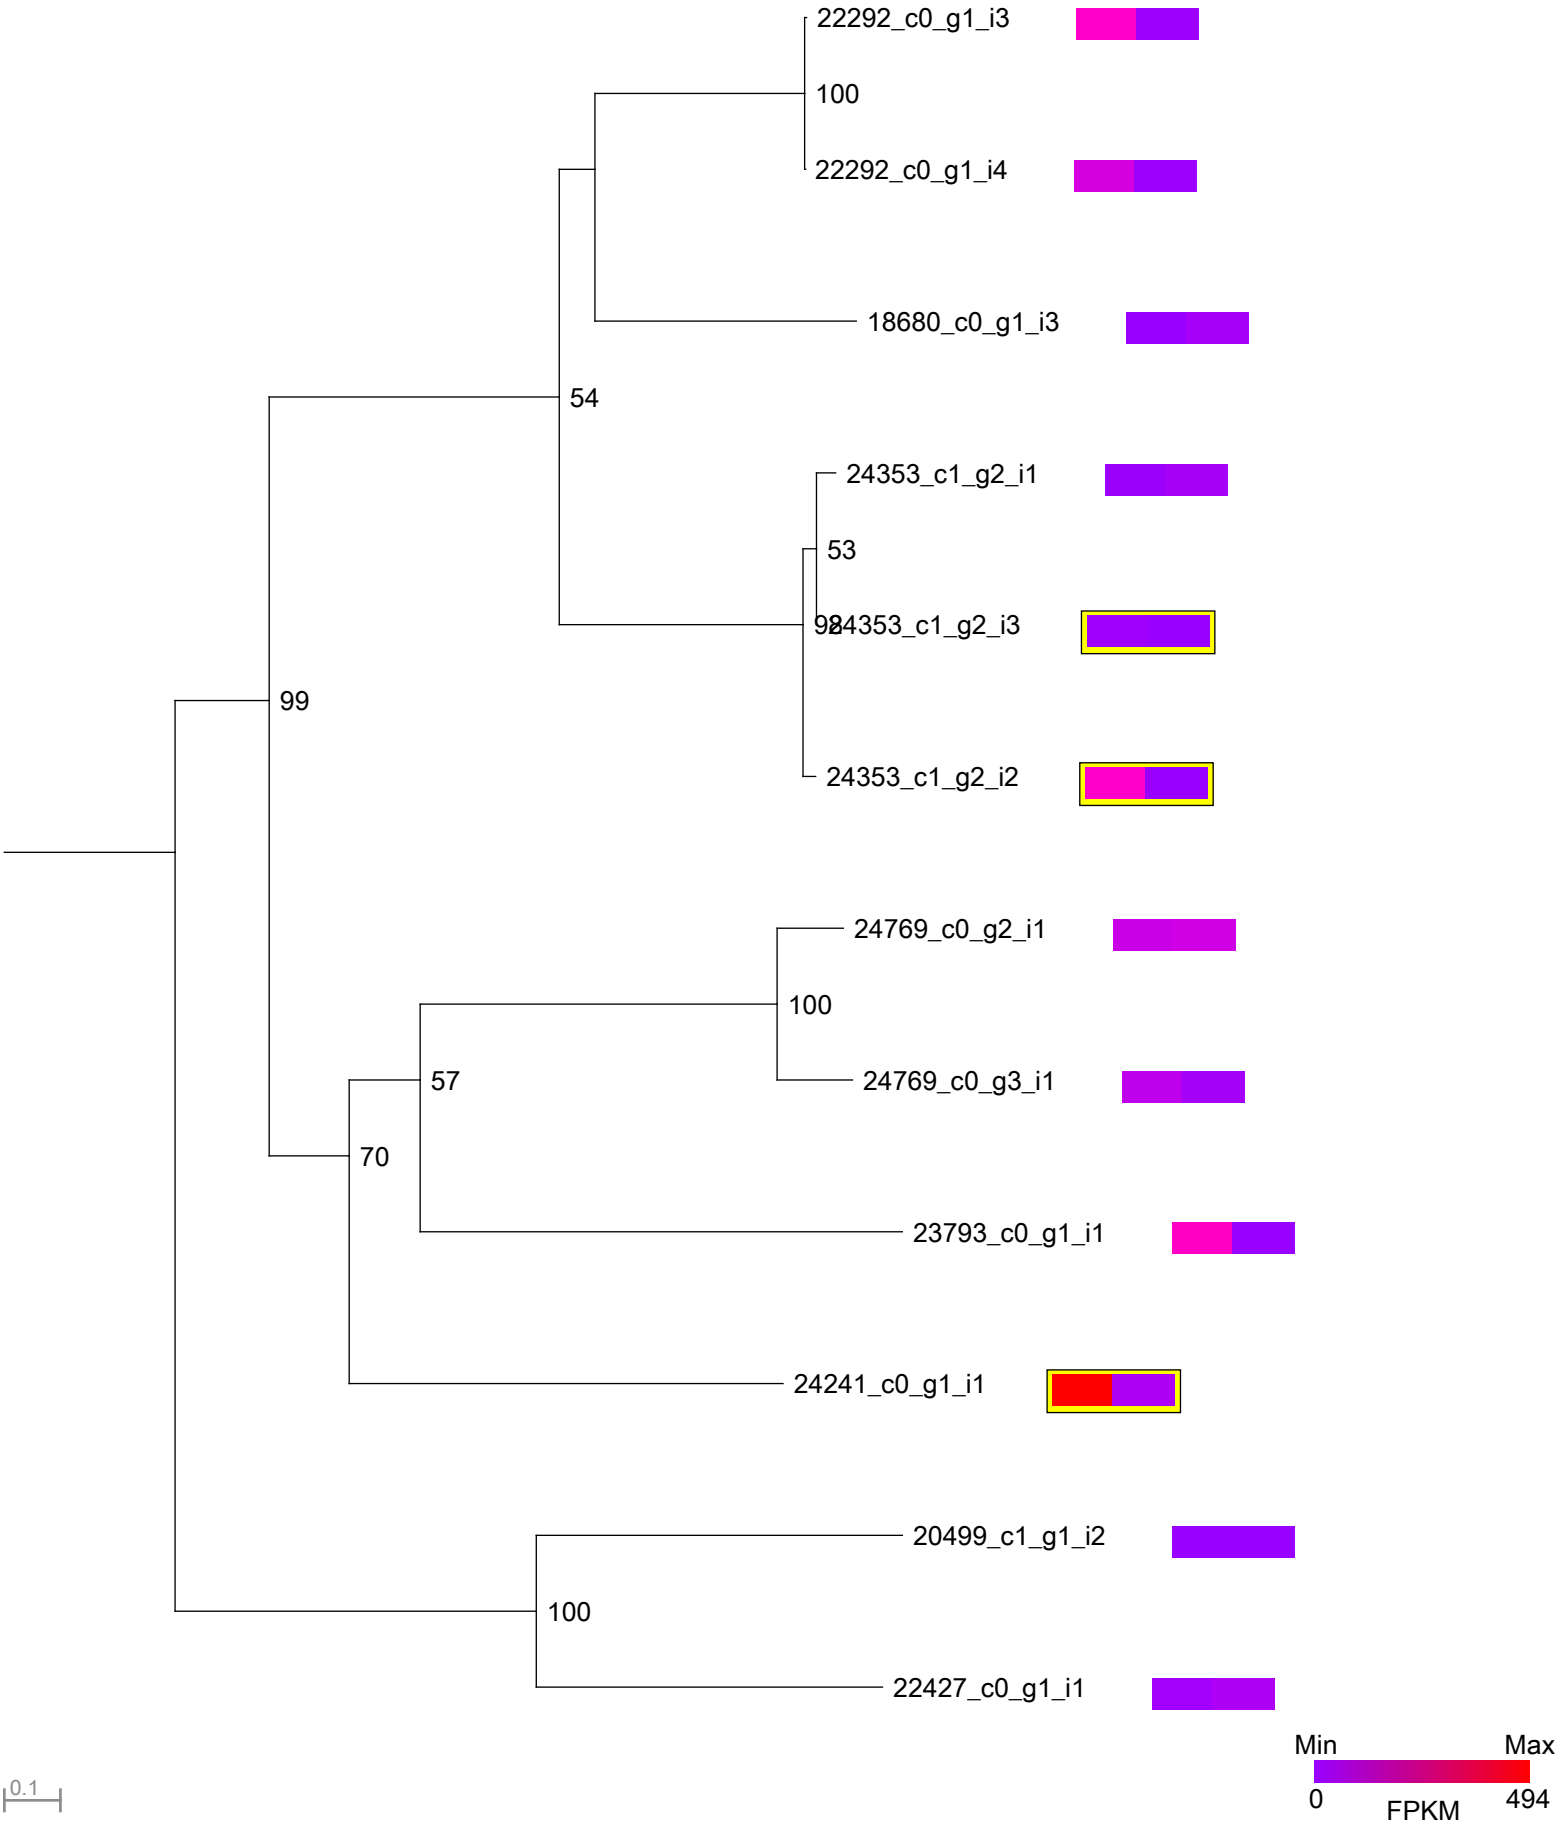 22292_c0_g1_i3
100
22292_c0_g1_i4
18680_c0_g1_i3
54
24353_c1_g2_i1
53
98
24353_c1_g2_i3
99
24353_c1_g2_i2
24769_c0_g2_i1
100
57
24769_c0_g3_i1
70
23793_c0_g1_i1
24241_c0_g1_i1
20499_c1_g1_i2
100
22427_c0_g1_i1
Min Max
0.1
0 494
FPKM